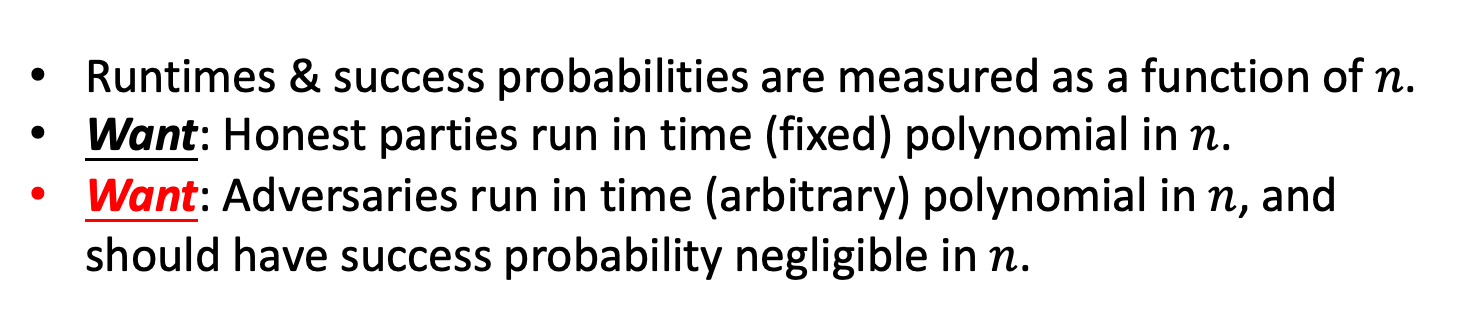 • Runtimes & success probabilities are measured as a function of n.
• Want: Honest parties run in time (fixed) polynomial in n.
• Want: Adversaries run in time (arbitrary) polynomial in n, and
should have success probability negligible in n.